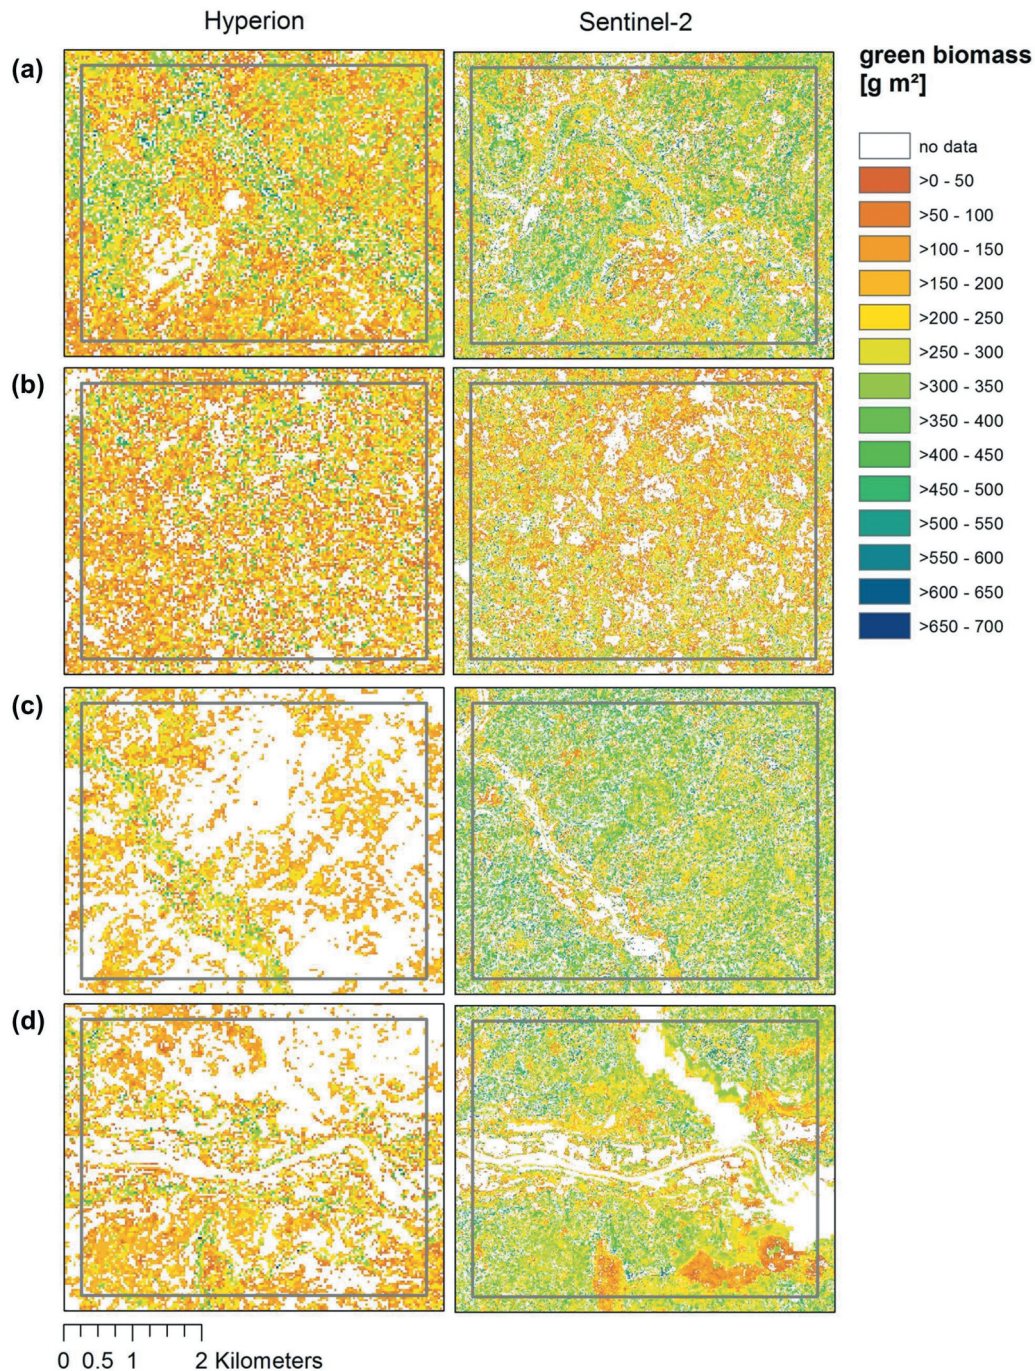 Hyperion
Sentinel-2
green biomass
[g m²]
no data
>0 - 50
>50 - 100
>100 - 150
>150 - 200
>200 - 250
>250 - 300
>300 - 350
>350 - 400
>400 - 450
>450 - 500
>500 - 550
>550 - 600
>600 - 650
>650 - 700
(a)
(b)
(c)
(d)
0 0.5 1 2 Kilometers